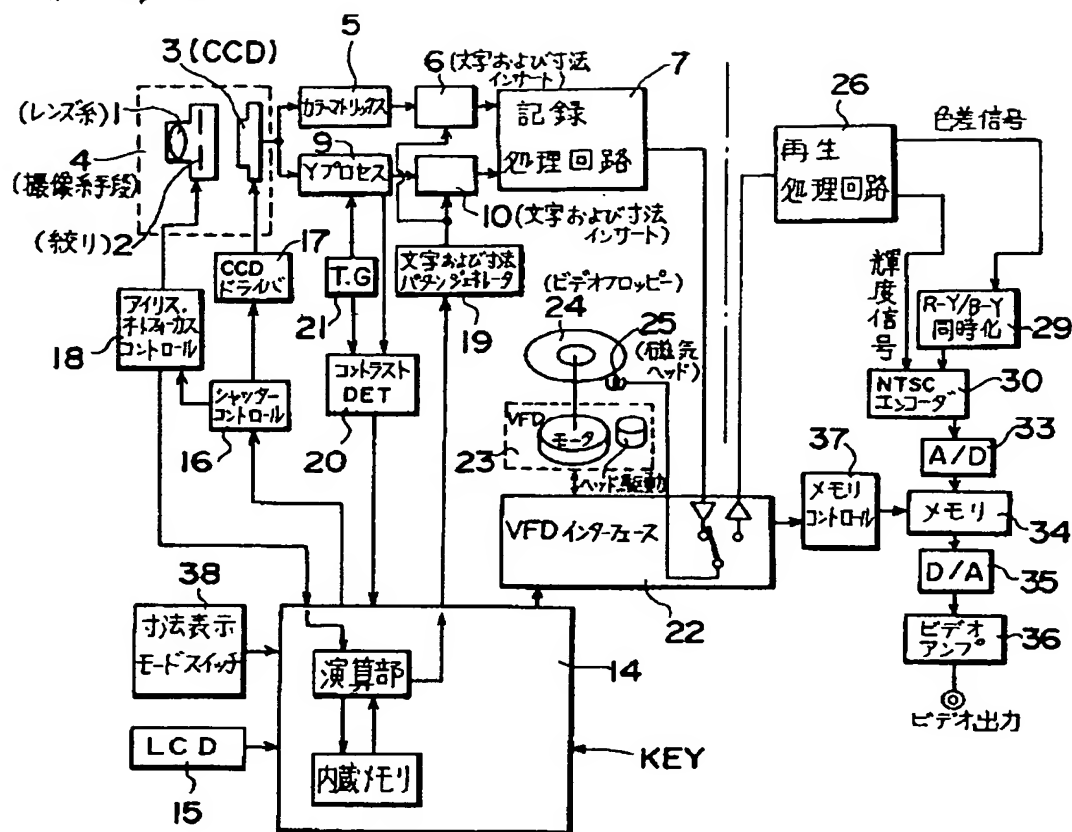 5
3(CCD)
6(文字および寸法
インサート)
7
(レンズ系)1
4
(撮像系手段)
(絞り)2
カラーマトリックス
9
Yプロセス
記録
処理回路
10(文字および寸法
インサート)
26
再生
処理回路
色差信号
輝度信号
17
CCD
ドライバ
T.G
21
文字および寸法
パターンジェネレータ
19
(ビデオフロッピー)
24
25
(磁気
ヘッド)
R-Y/B-Y
同時化
29
アイリス・
オートフォーカス
コントロール
18
シャッター
コントロール
16
コントラスト
DET
20
VFD
モータ
23
ヘッド駆動
NTSC
エンコーダ
30
A/D
33
37
メモリ
コントロール
メモリ
34
VFDインターフェース
22
D/A
35
ビデオ
アンプ
36
ビデオ出力
38
寸法表示
モードスイッチ
演算部
14
LCD
15
内蔵メモリ
KEY